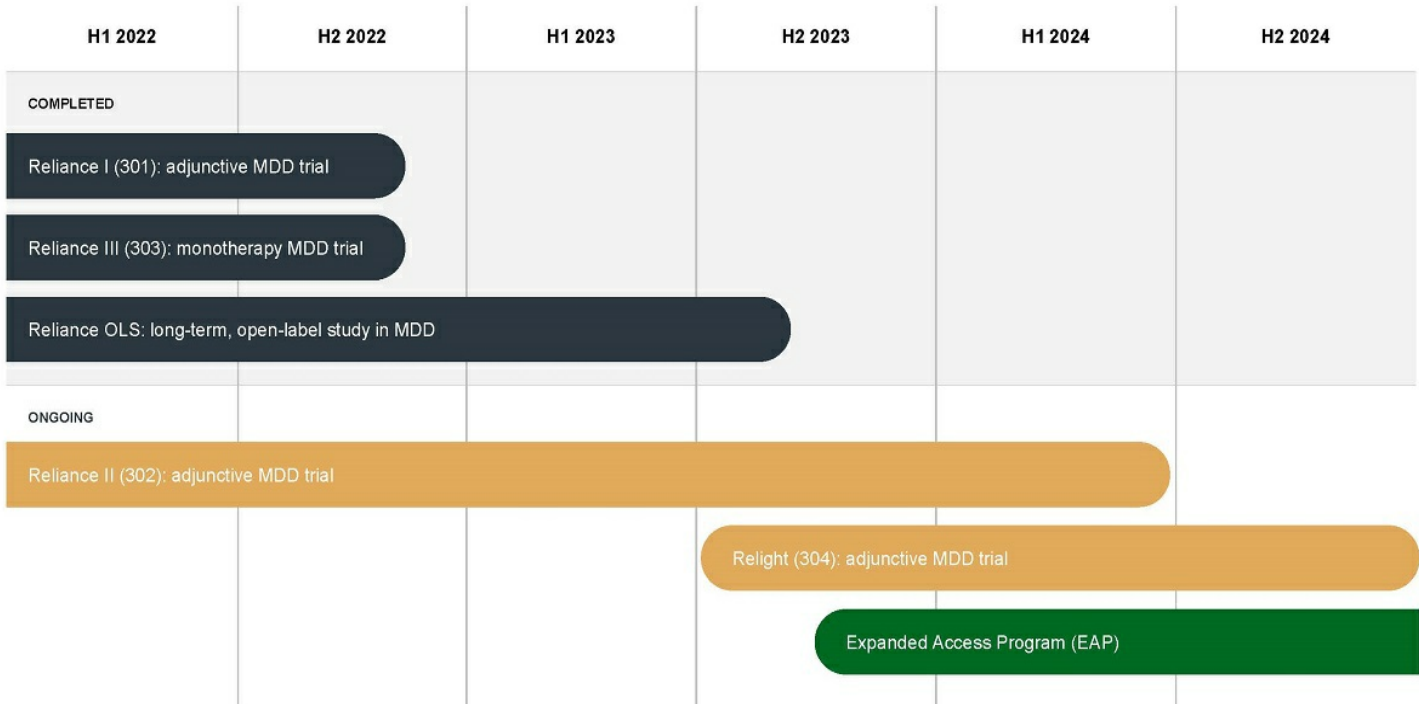 H1 2022 H2 2022 H1 2023 H2 2023 H1 2024 H2 2024
COMPLETED
Reliance I (301): adjunctive MDD trial
Reliance III (303): monotherapy MDD trial
Reliance OLS: long-term, open-label study in MDD
ONGOING
Reliance II (302): adjunctive MDD trial
Relight (304): adjunctive MDD trial
Expanded Access Program (EAP)